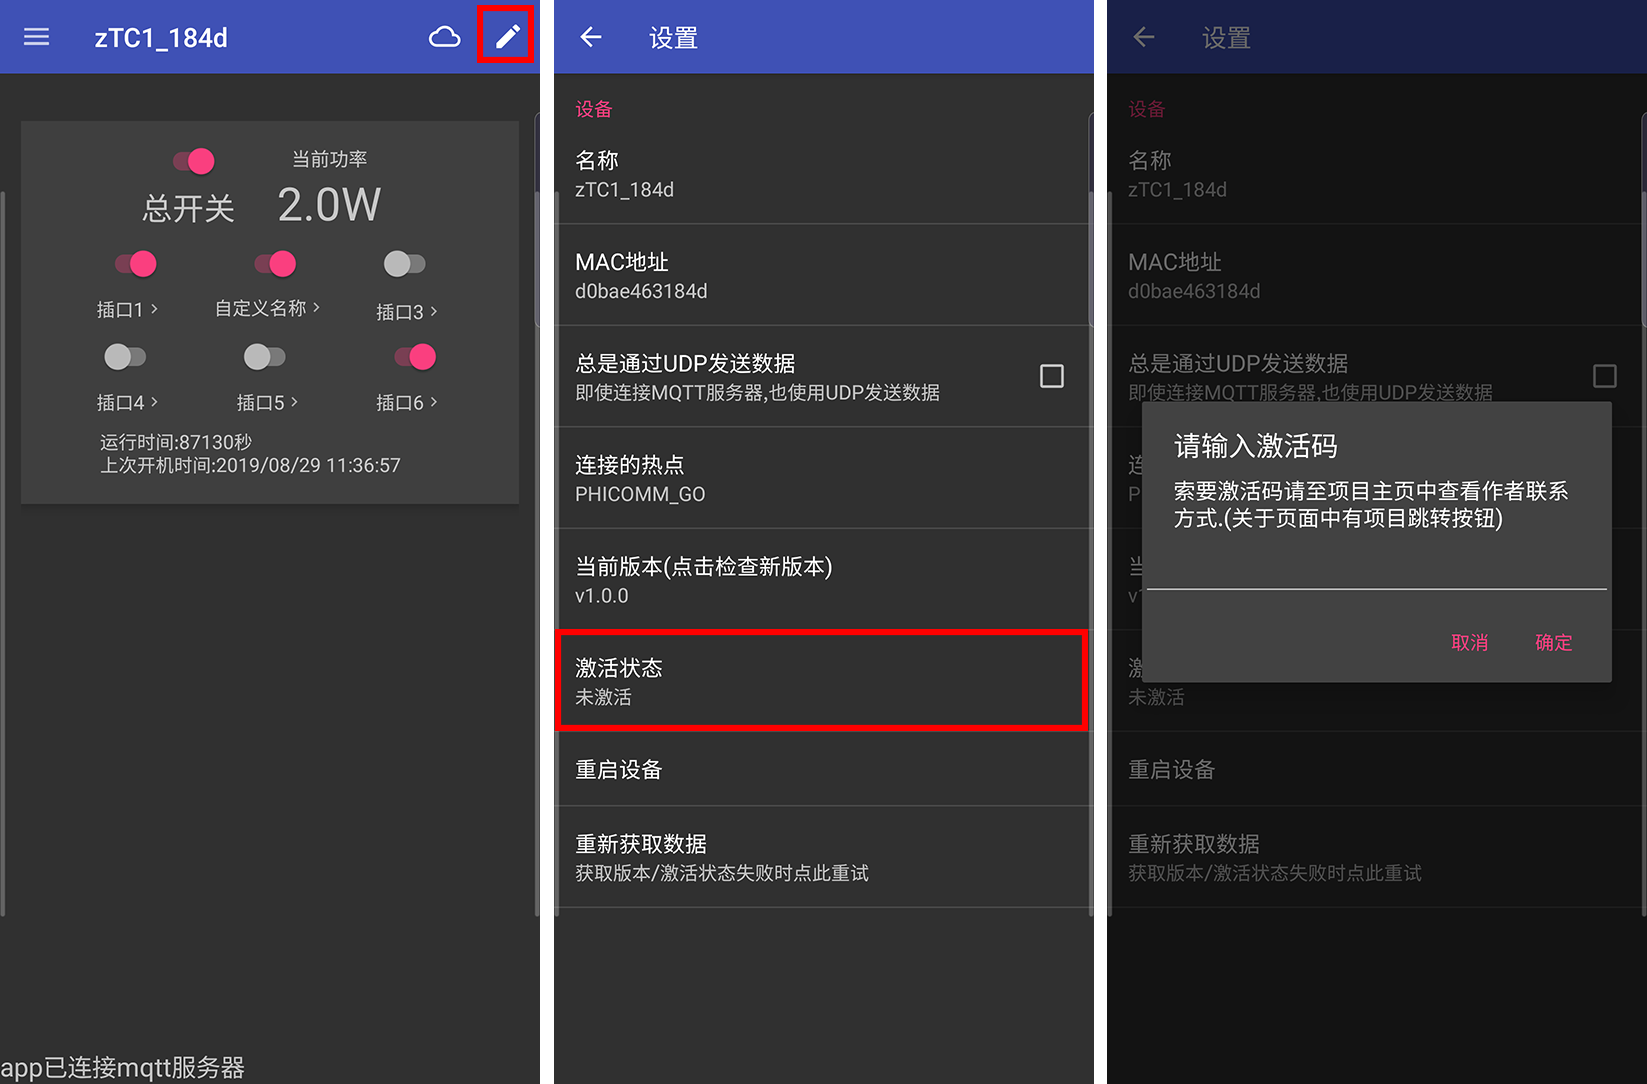 zTC1_184d
当前功率
总开关
2.0W
插口1 >
自定义名称 >
插口3 >
插口4 >
插口5 >
插口6 >
运行时间:87130秒
上次开机时间:2019/08/29 11:36:57
app已连接mqtt服务器
设置
设备
名称
zTC1_184d
MAC地址
d0bae463184d
总是通过UDP发送数据
即使连接MQTT服务器,也使用UDP发送数据
连接的热点
PHICOMM_GO
当前版本(点击检查新版本)
v1.0.0
激活状态
未激活
重启设备
重新获取数据
获取版本/激活状态失败时点此重试
设置
设备
名称
zTC1_184d
MAC地址
d0bae463184d
总是通过UDP发送数据
即使连接MQTT服务器,也使用UDP发送数据
连
P
当
v1
激
未激活
请输入激活码
索要激活码请至项目主页中查看作者联系
方式.(关于页面中有项目跳转按钮)
取消
确定
重启设备
重新获取数据
获取版本/激活状态失败时点此重试